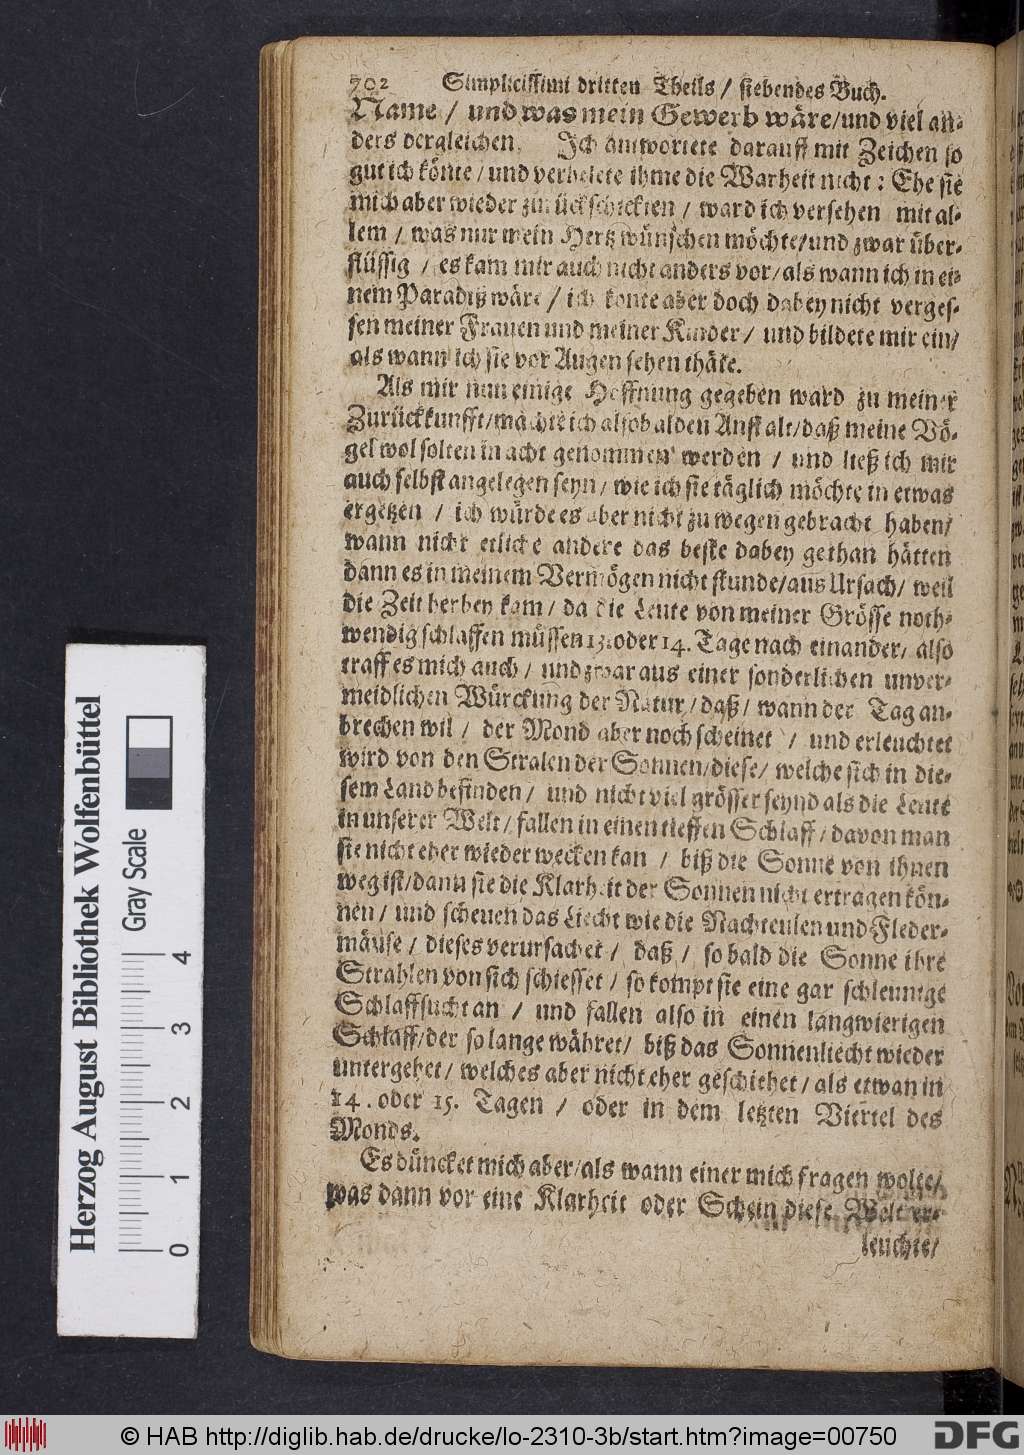 702 Simplicissimi dritten Theils / siebendes Buch.
Name / und was mein Gewerb wäre/und viel an-
ders dergleichen. Ich antwortete darauff mit Zeichen so
gut ich könte / und verhelete ihme die Warheit nicht : Ehe sie
mich aber wieder zurückschickten / ward ich versehen mit al-
lem / was nur mein Hertz wünschen möchte/und zwar über-
flüssig / es kam mir auch nicht anders vor/als wann ich in ei-
nem Paradiß wäre / ich konte aber doch dabey nicht verges-
sen meiner Frauen und meiner Kinder / und bildete mir ein/
als wann ich sie vor Augen sehen thäte.
Als mir nun einige Hoffnung gegeben ward zu meiner
Zurückkunfft/machte ich alsobalden Anstalt/daß meine Vö-
gel wol solten in acht genommen werden / und ließ ich mir
auch selbst angelegen seyn / wie ich sie täglich möchte in etwas
ergetzen / ich würde es aber nicht zuwegen gebracht haben/
wann nicht etliche andere das beste dabey gethan hätten
dann es in meinem Vermögen nicht stunde/aus Ursach/ weil
die Zeit herbey kam / da die Leute von meiner Grösse noth-
wendig schlaffen müssen 13. oder 14. Tage nach einander/ also
traff es mich auch / und zwar aus einer sonderlichen unver-
meidlichen Würckung der Natur / daß / wann der Tag an-
brechen wil / der Mond aber noch scheinet / und erleuchtet
wird von den Stralen der Sonnen/diese/ welche sich in die-
sem Land befinden / und nicht viel grösser seynd als die Leute
in unserer Welt / fallen in einen tieffen Schlaff / davon man
sie nicht eher wieder wecken kan / biß die Sonne von ihnen
weg ist/dann sie die Klarheit der Sonnen nicht ertragen kön-
nen / und scheuen das Liecht wie die Nachteulen und Fleder-
mäuse / dieses verursachet / daß / so bald die Sonne ihre
Strahlen von sich schiesset / so kompt sie eine gar schleunige
Schlaffsucht an / und fallen also in einen langwierigen
Schlaff/der so lange währet/ biß das Sonnenliecht wieder
untergehet / welches aber nicht eher geschiehet / als etwan in
14. oder 15. Tagen / oder in dem letzten Viertel des
Monds.
Es düncket mich aber/als wann einer mich fragen wolte/
was dann vor eine Klarheit oder Schein diese Welt er-
leuchte/
Herzog August Bibliothek Wolfenbüttel
Gray Scale
0 1 2 3 4
© HAB http://diglib.hab.de/drucke/lo-2310-3b/start.htm?image=00750
DFG